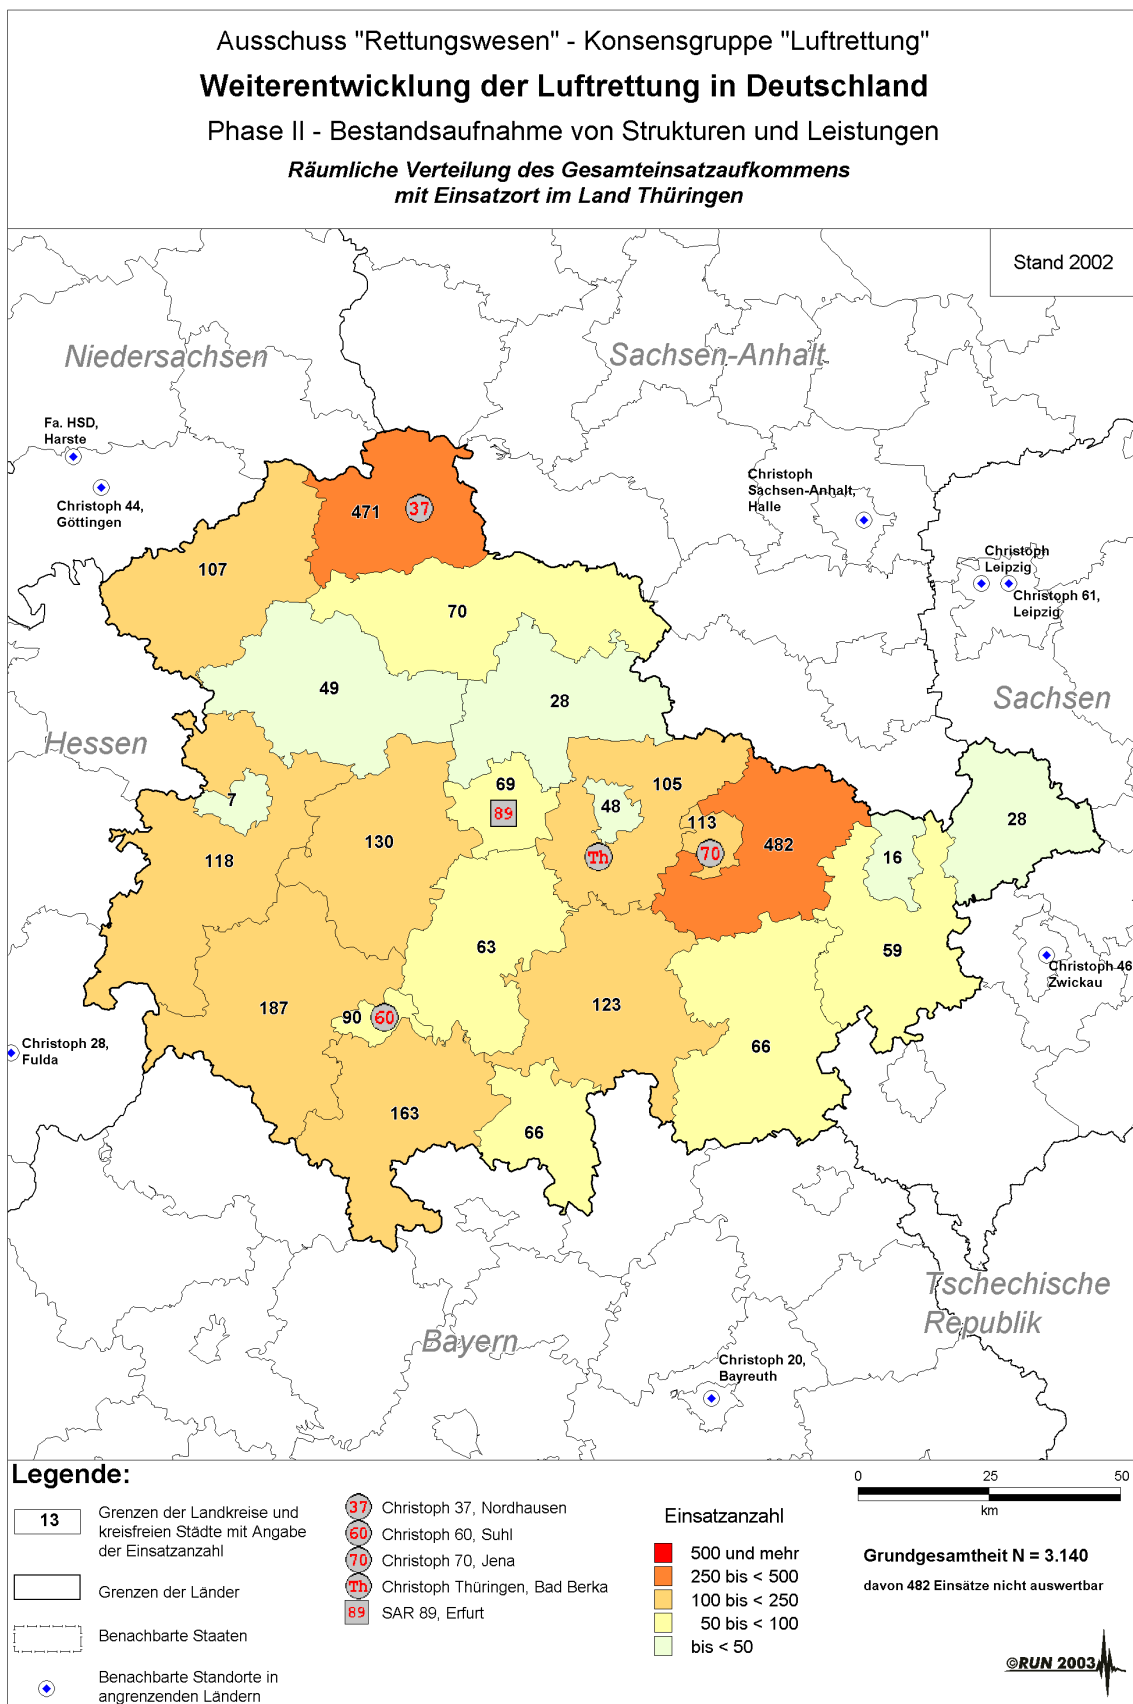 Ausschuss "Rettungswesen" - Konsensgruppe "Luftrettung"
Weiterentwicklung der Luftrettung in Deutschland
Phase II - Bestandsaufnahme von Strukturen und Leistungen
Räumliche Verteilung des Gesamteinsatzaufkommens
mit Einsatzort im Land Thüringen
Stand 2002
Niedersachsen
Sachsen-Anhalt
Fa. HSD,
Harste
Christoph 44,
Göttingen
Christoph
Sachsen-Anhalt,
Halle
471
37
107
Christoph
Leipzig
Christoph 61,
Leipzig
70
49
28
Sachsen
Hessen
7
69
89
105
48
113
70
482
16
28
118
130
Th
63
59
Christoph 46
Zwickau
187
90
60
123
66
Christoph 28,
Fulda
163
66
Tschechische
Republik
Bayern
Christoph 20,
Bayreuth
Legende:
13
Grenzen der Landkreise und
kreisfreien Städte mit Angabe
der Einsatzanzahl
Grenzen der Länder
Benachbarte Staaten
Benachbarte Standorte in
angrenzenden Ländern
37 Christoph 37, Nordhausen
60 Christoph 60, Suhl
70 Christoph 70, Jena
Th Christoph Thüringen, Bad Berka
89 SAR 89, Erfurt
Einsatzanzahl
500 und mehr
250 bis < 500
100 bis < 250
50 bis < 100
bis < 50
0 25 50
km
Grundgesamtheit N = 3.140
davon 482 Einsätze nicht auswertbar
©RUN 2003